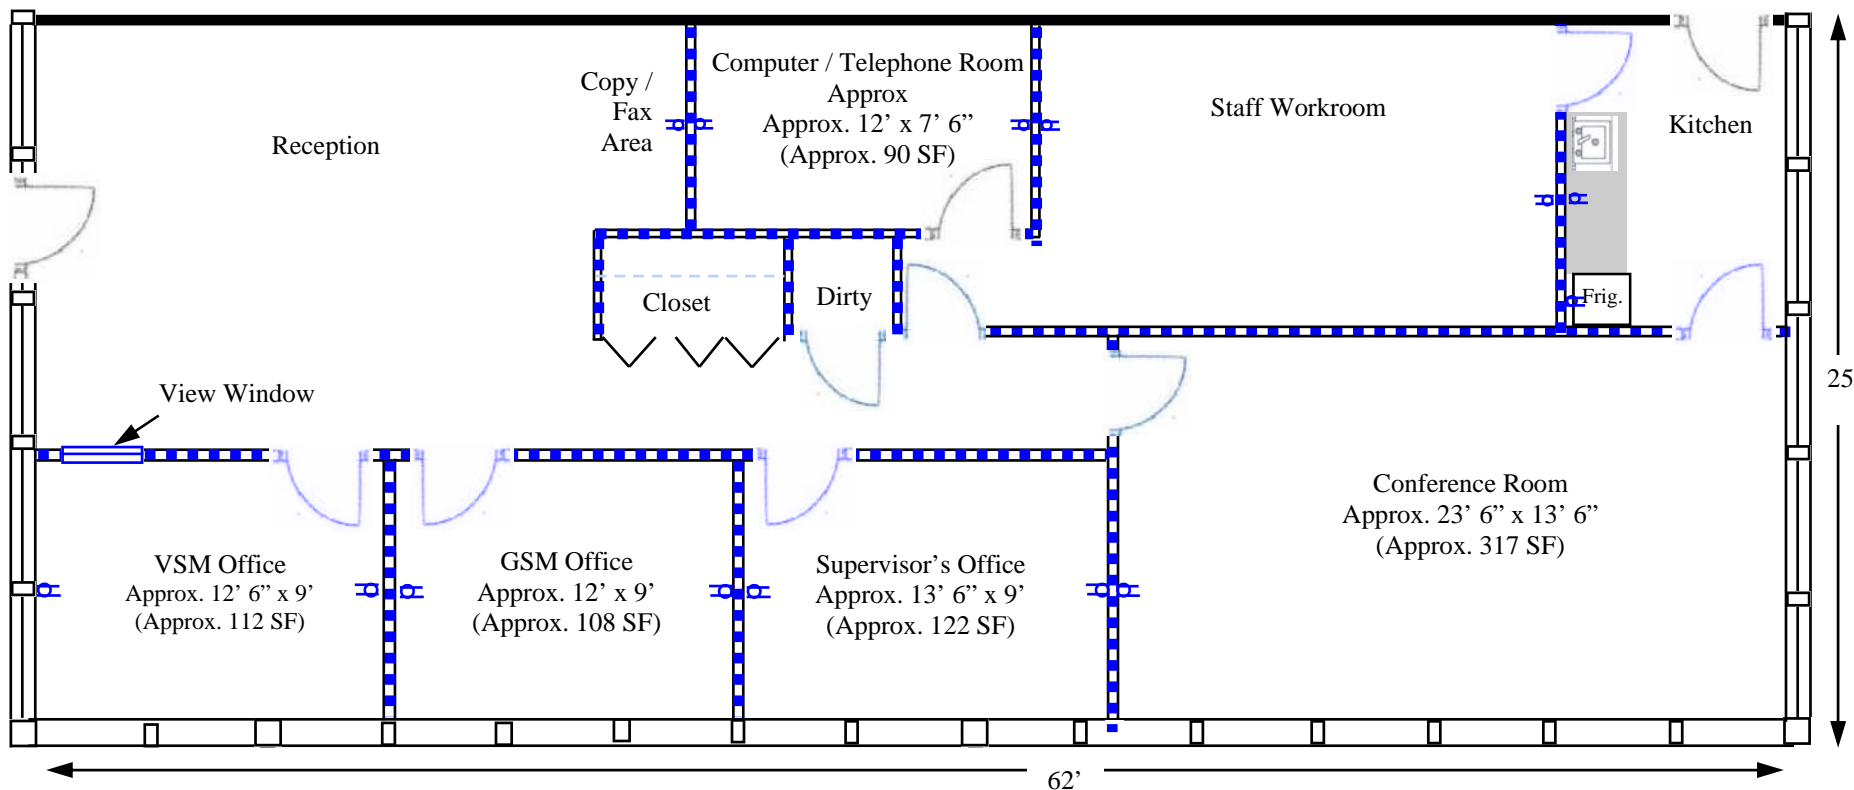 Reception
Copy /
Fax
Area
Computer / Telephone Room
Approx
Approx. 12’ x 7’ 6”
(Approx. 90 SF)
Staff Workroom
Kitchen
Closet
Dirty
Frig.
View Window
25
VSM Office
Approx. 12’ 6” x 9’
(Approx. 112 SF)
GSM Office
Approx. 12’ x 9’
(Approx. 108 SF)
Supervisor’s Office
Approx. 13’ 6” x 9’
(Approx. 122 SF)
Conference Room
Approx. 23’ 6” x 13’ 6”
(Approx. 317 SF)
62’